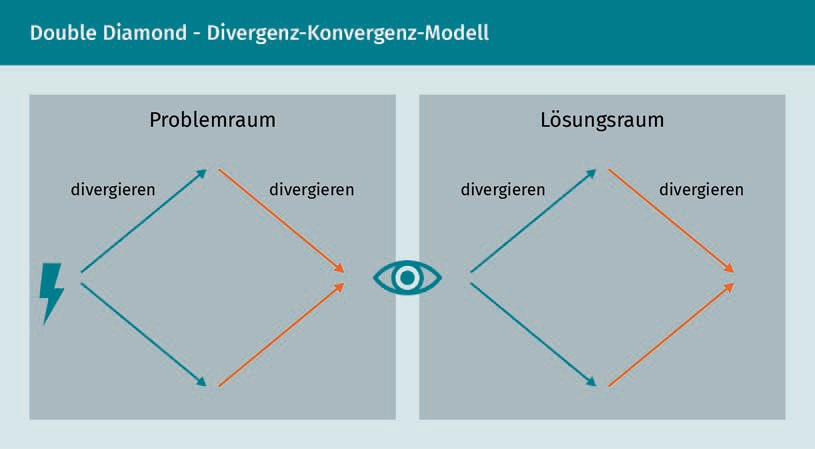 Double Diamond - Divergenz-Konvergenz-Modell
Problemraum
divergieren
divergieren
Lösungsraum
divergieren
divergieren